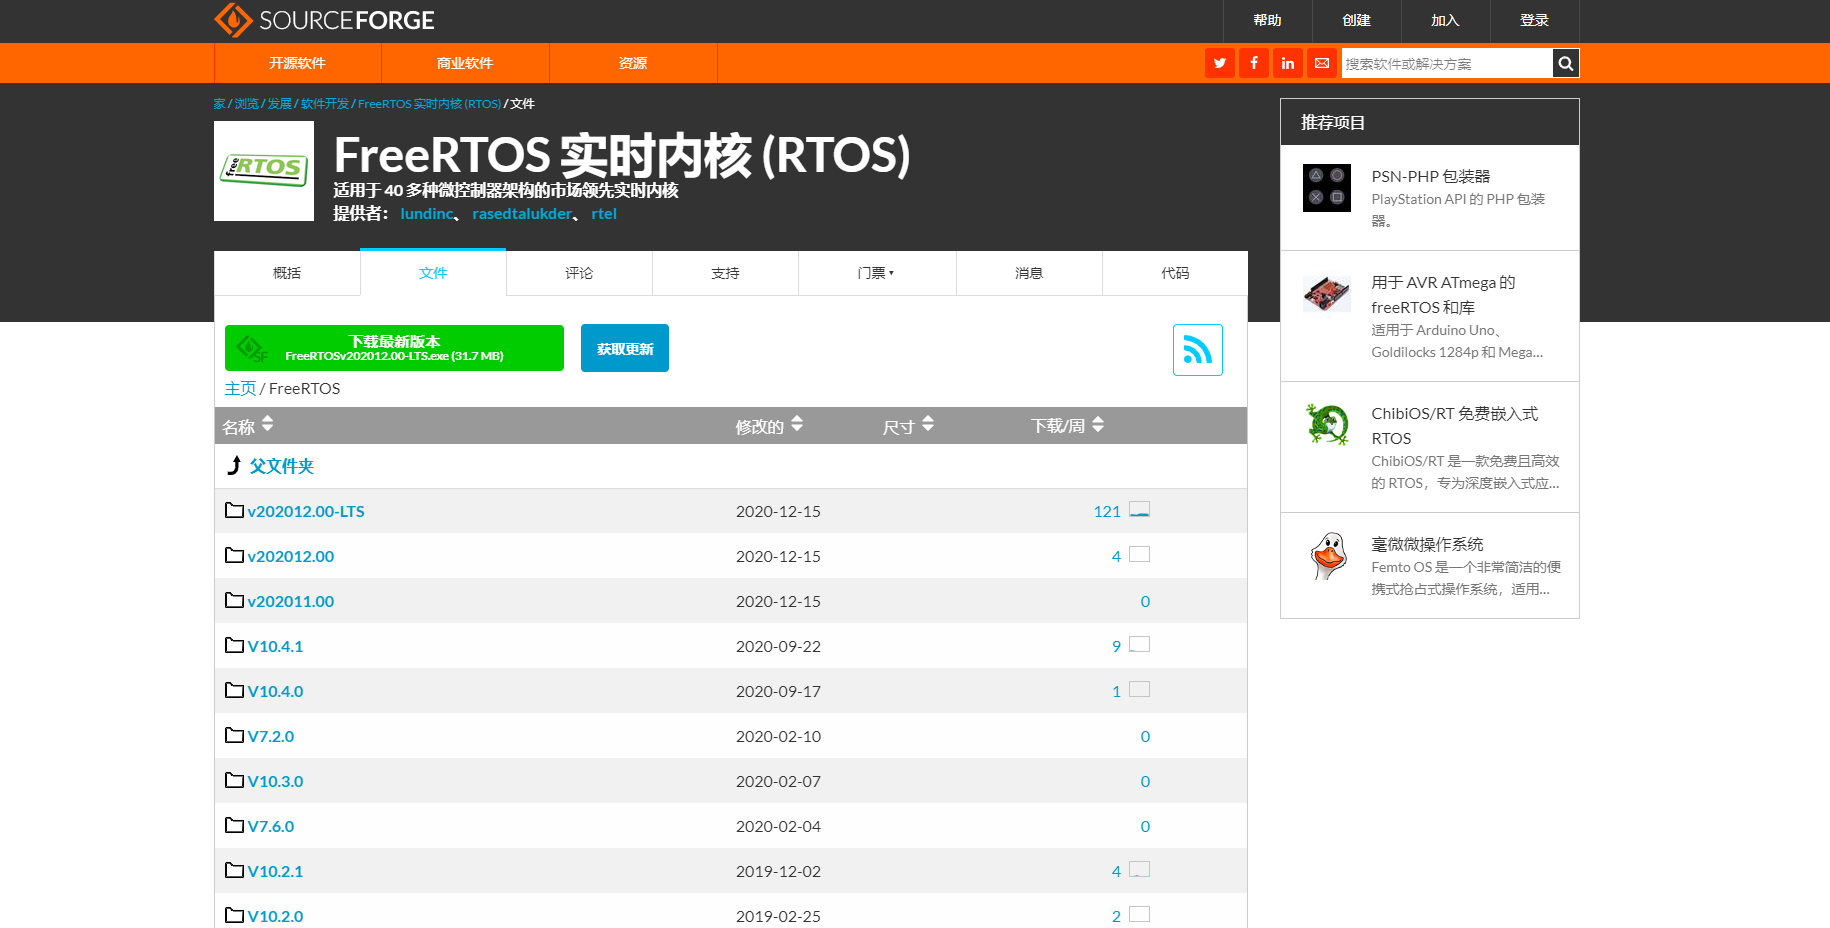 SOURCEFORGE
帮助
创建
加入
登录
开源软件
商业软件
资源
搜索软件或解决方案
家 / 浏览 / 发展 / 软件开发 / FreeRTOS 实时内核 (RTOS) / 文件
free RTOS
FreeRTOS 实时内核 (RTOS)
适用于 40 多种微控制器架构的市场领先实时内核
提供者： lundinc、 rasedtalukder、 rtel
概括
文件
评论
支持
门票
消息
代码
下载最新版本
FreeRTOSv202012.00-LTS.exe (31.7 MB)
获取更新
主页 / FreeRTOS
名称 修改的 尺寸 下载/周
父文件夹
v202012.00-LTS 2020-12-15 121
v202012.00 2020-12-15 4
v202011.00 2020-12-15 0
V10.4.1 2020-09-22 9
V10.4.0 2020-09-17 1
V7.2.0 2020-02-10 0
V10.3.0 2020-02-07 0
V7.6.0 2020-02-04 0
V10.2.1 2019-12-02 4
V10.2.0 2019-02-25 2
推荐项目
PSN-PHP 包装器
PlayStation API 的 PHP 包装
器。
用于 AVR ATmega 的
freeRTOS 和库
适用于 Arduino Uno、
Goldilocks 1284p 和 Mega...
ChibiOS/RT 免费嵌入式
RTOS
ChibiOS/RT 是一款免费且高效
的 RTOS，专为深度嵌入式应...
毫微微操作系统
Femto OS 是一个非常简洁的便
携式抢占式操作系统，适用...